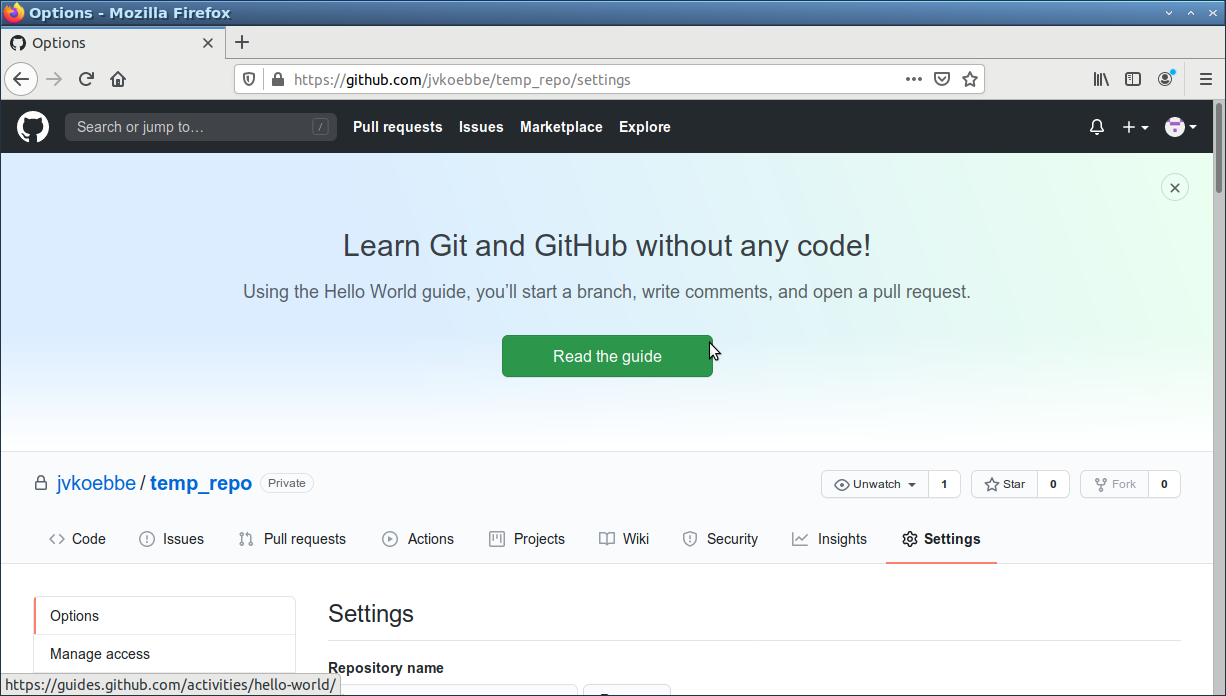 Options - Mozilla Firefox
Options
https://github.com/jvkoebbe/temp_repo/settings
Search or jump to… / Pull requests Issues Marketplace Explore
Learn Git and GitHub without any code!
Using the Hello World guide, you’ll start a branch, write comments, and open a pull request.
Read the guide
jvkoebbe / temp_repo Private Unwatch 1 Star 0 Fork 0
Code Issues Pull requests Actions Projects Wiki Security Insights Settings
Options
Settings
Manage access
Repository name
https://guides.github.com/activities/hello-world/